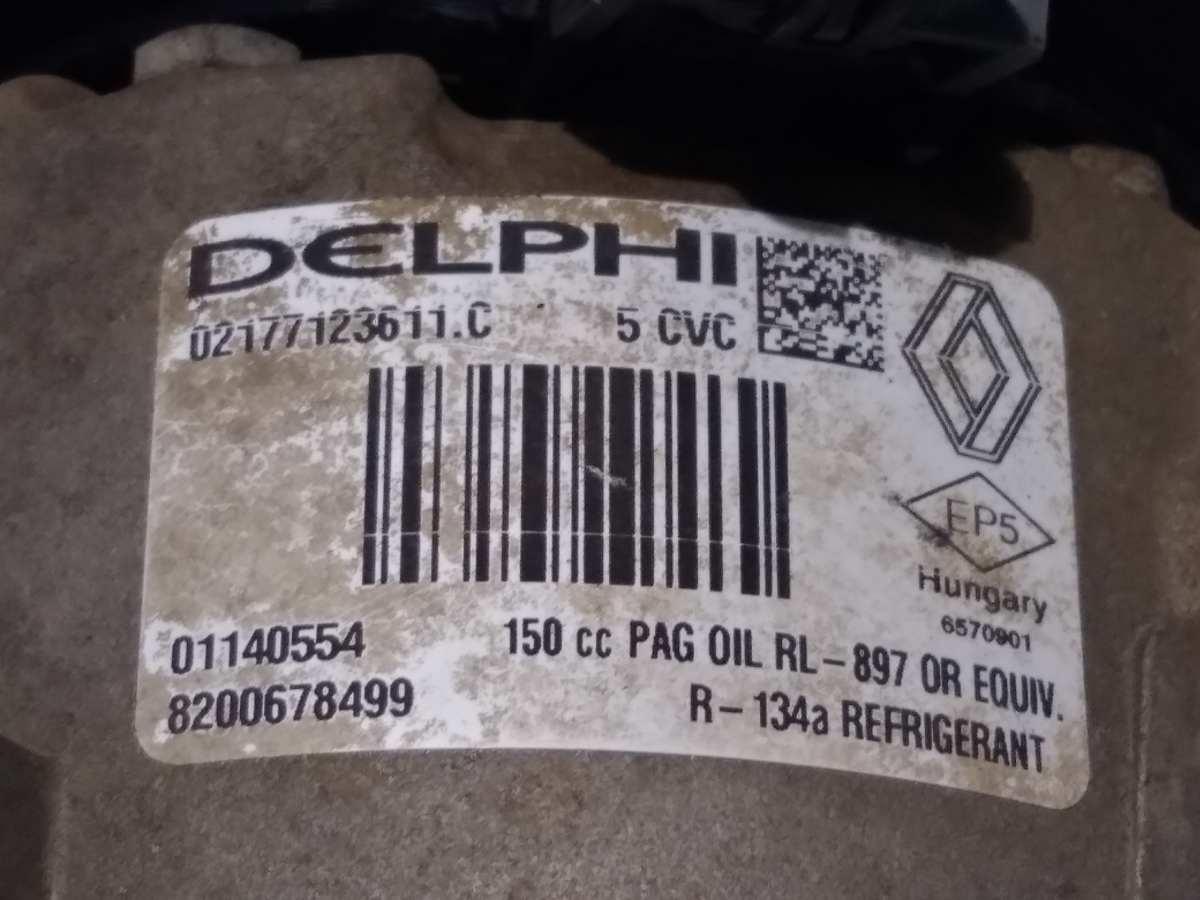 DELPHI
02177123611.C 5 CVC
EP5
Hungary
6570901
01140554 150 cc PAG OIL RL-897 OR EQUIV.
8200678499 R-134a REFRIGERANT